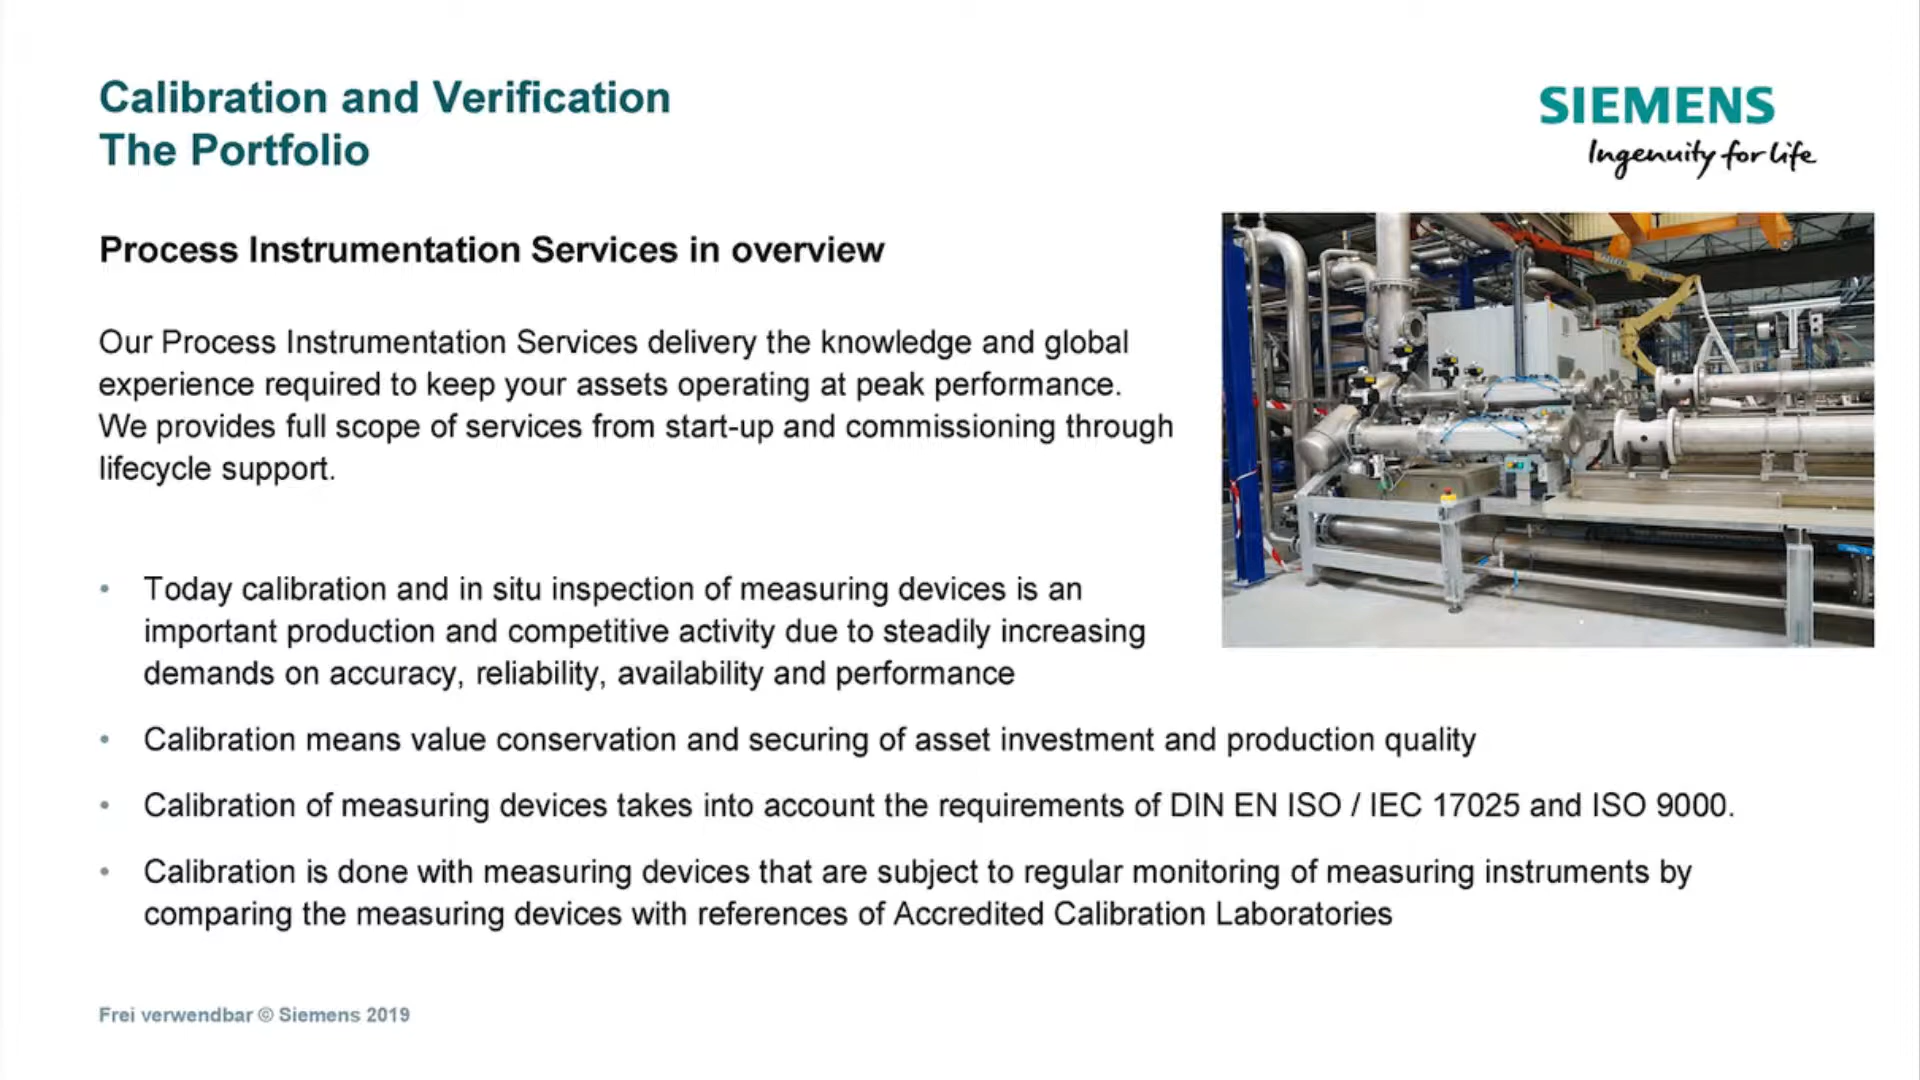 Calibration and Verification
The Portfolio
SIEMENS
Ingenuity for life
Process Instrumentation Services in overview
Our Process Instrumentation Services delivery the knowledge and global
experience required to keep your assets operating at peak performance.
We provides full scope of services from start-up and commissioning through
lifecycle support.
• Today calibration and in situ inspection of measuring devices is an
important production and competitive activity due to steadily increasing
demands on accuracy, reliability, availability and performance
• Calibration means value conservation and securing of asset investment and production quality
• Calibration of measuring devices takes into account the requirements of DIN EN ISO / IEC 17025 and ISO 9000.
• Calibration is done with measuring devices that are subject to regular monitoring of measuring instruments by
comparing the measuring devices with references of Accredited Calibration Laboratories
Frei verwendbar © Siemens 2019